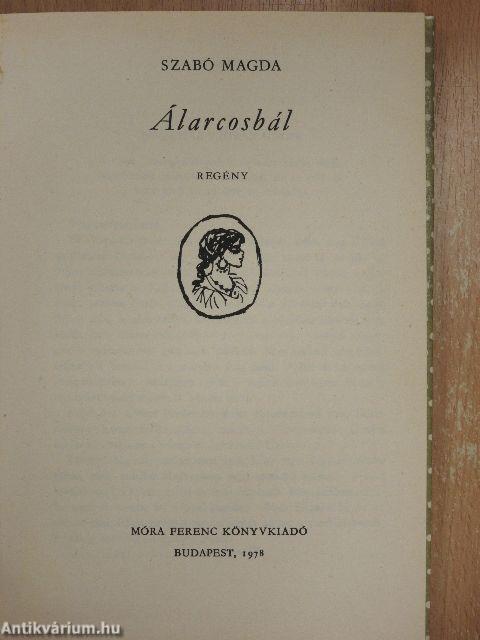 SZABÓ MAGDA
Álarcosbál
REGÉNY
MÓRA FERENC KÖNYVKIADÓ
BUDAPEST, 1978
Antikvárium.hu